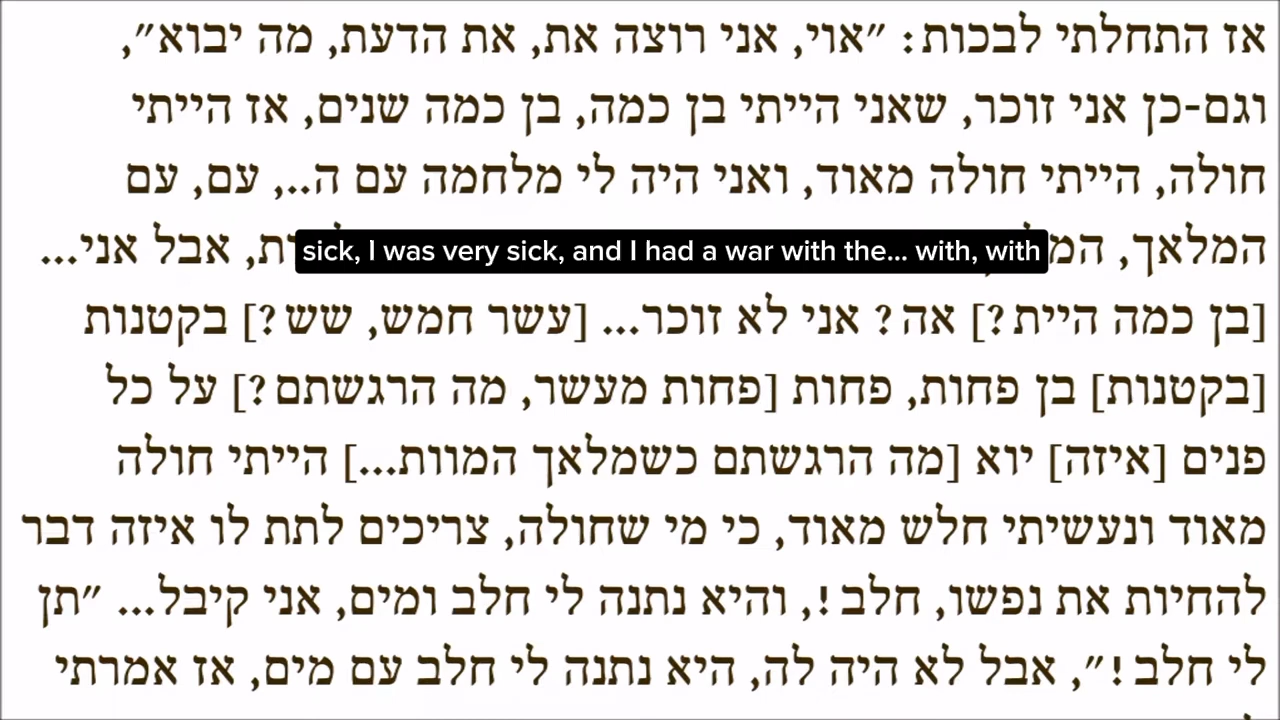 אז התחלתי לבכות: "אוי, אני רוצה את, את הדעת, מה יבוא",
וגם-כן אני זוכר, שאני הייתי בן כמה, בן כמה שנים, אז הייתי
חולה, הייתי חולה מאוד, ואני היה לי מלחמה עם ה.., עם, עם
המלאך, אבל אני...
sick, I was very sick, and I had a war with the... with, with
[בן כמה היית?] אה? אני לא זוכר... [עשר חמש, שש?] בקטנות
[בקטנות] בן פחות, פחות [פחות מעשר, מה הרגשתם?] על כל
פנים [איזה] יוא [מה הרגשתם כשמלאך המוות...] הייתי חולה
מאוד ונעשיתי חלש מאוד, כי מי שחולה, צריכים לתת לו איזה דבר
להחיות את נפשו, חלב!, והיא נתנה לי חלב ומים, אני קיבל... "תן
לי חלב!", אבל לא היה לה, היא נתנה לי חלב עם מים, אז אמרתי